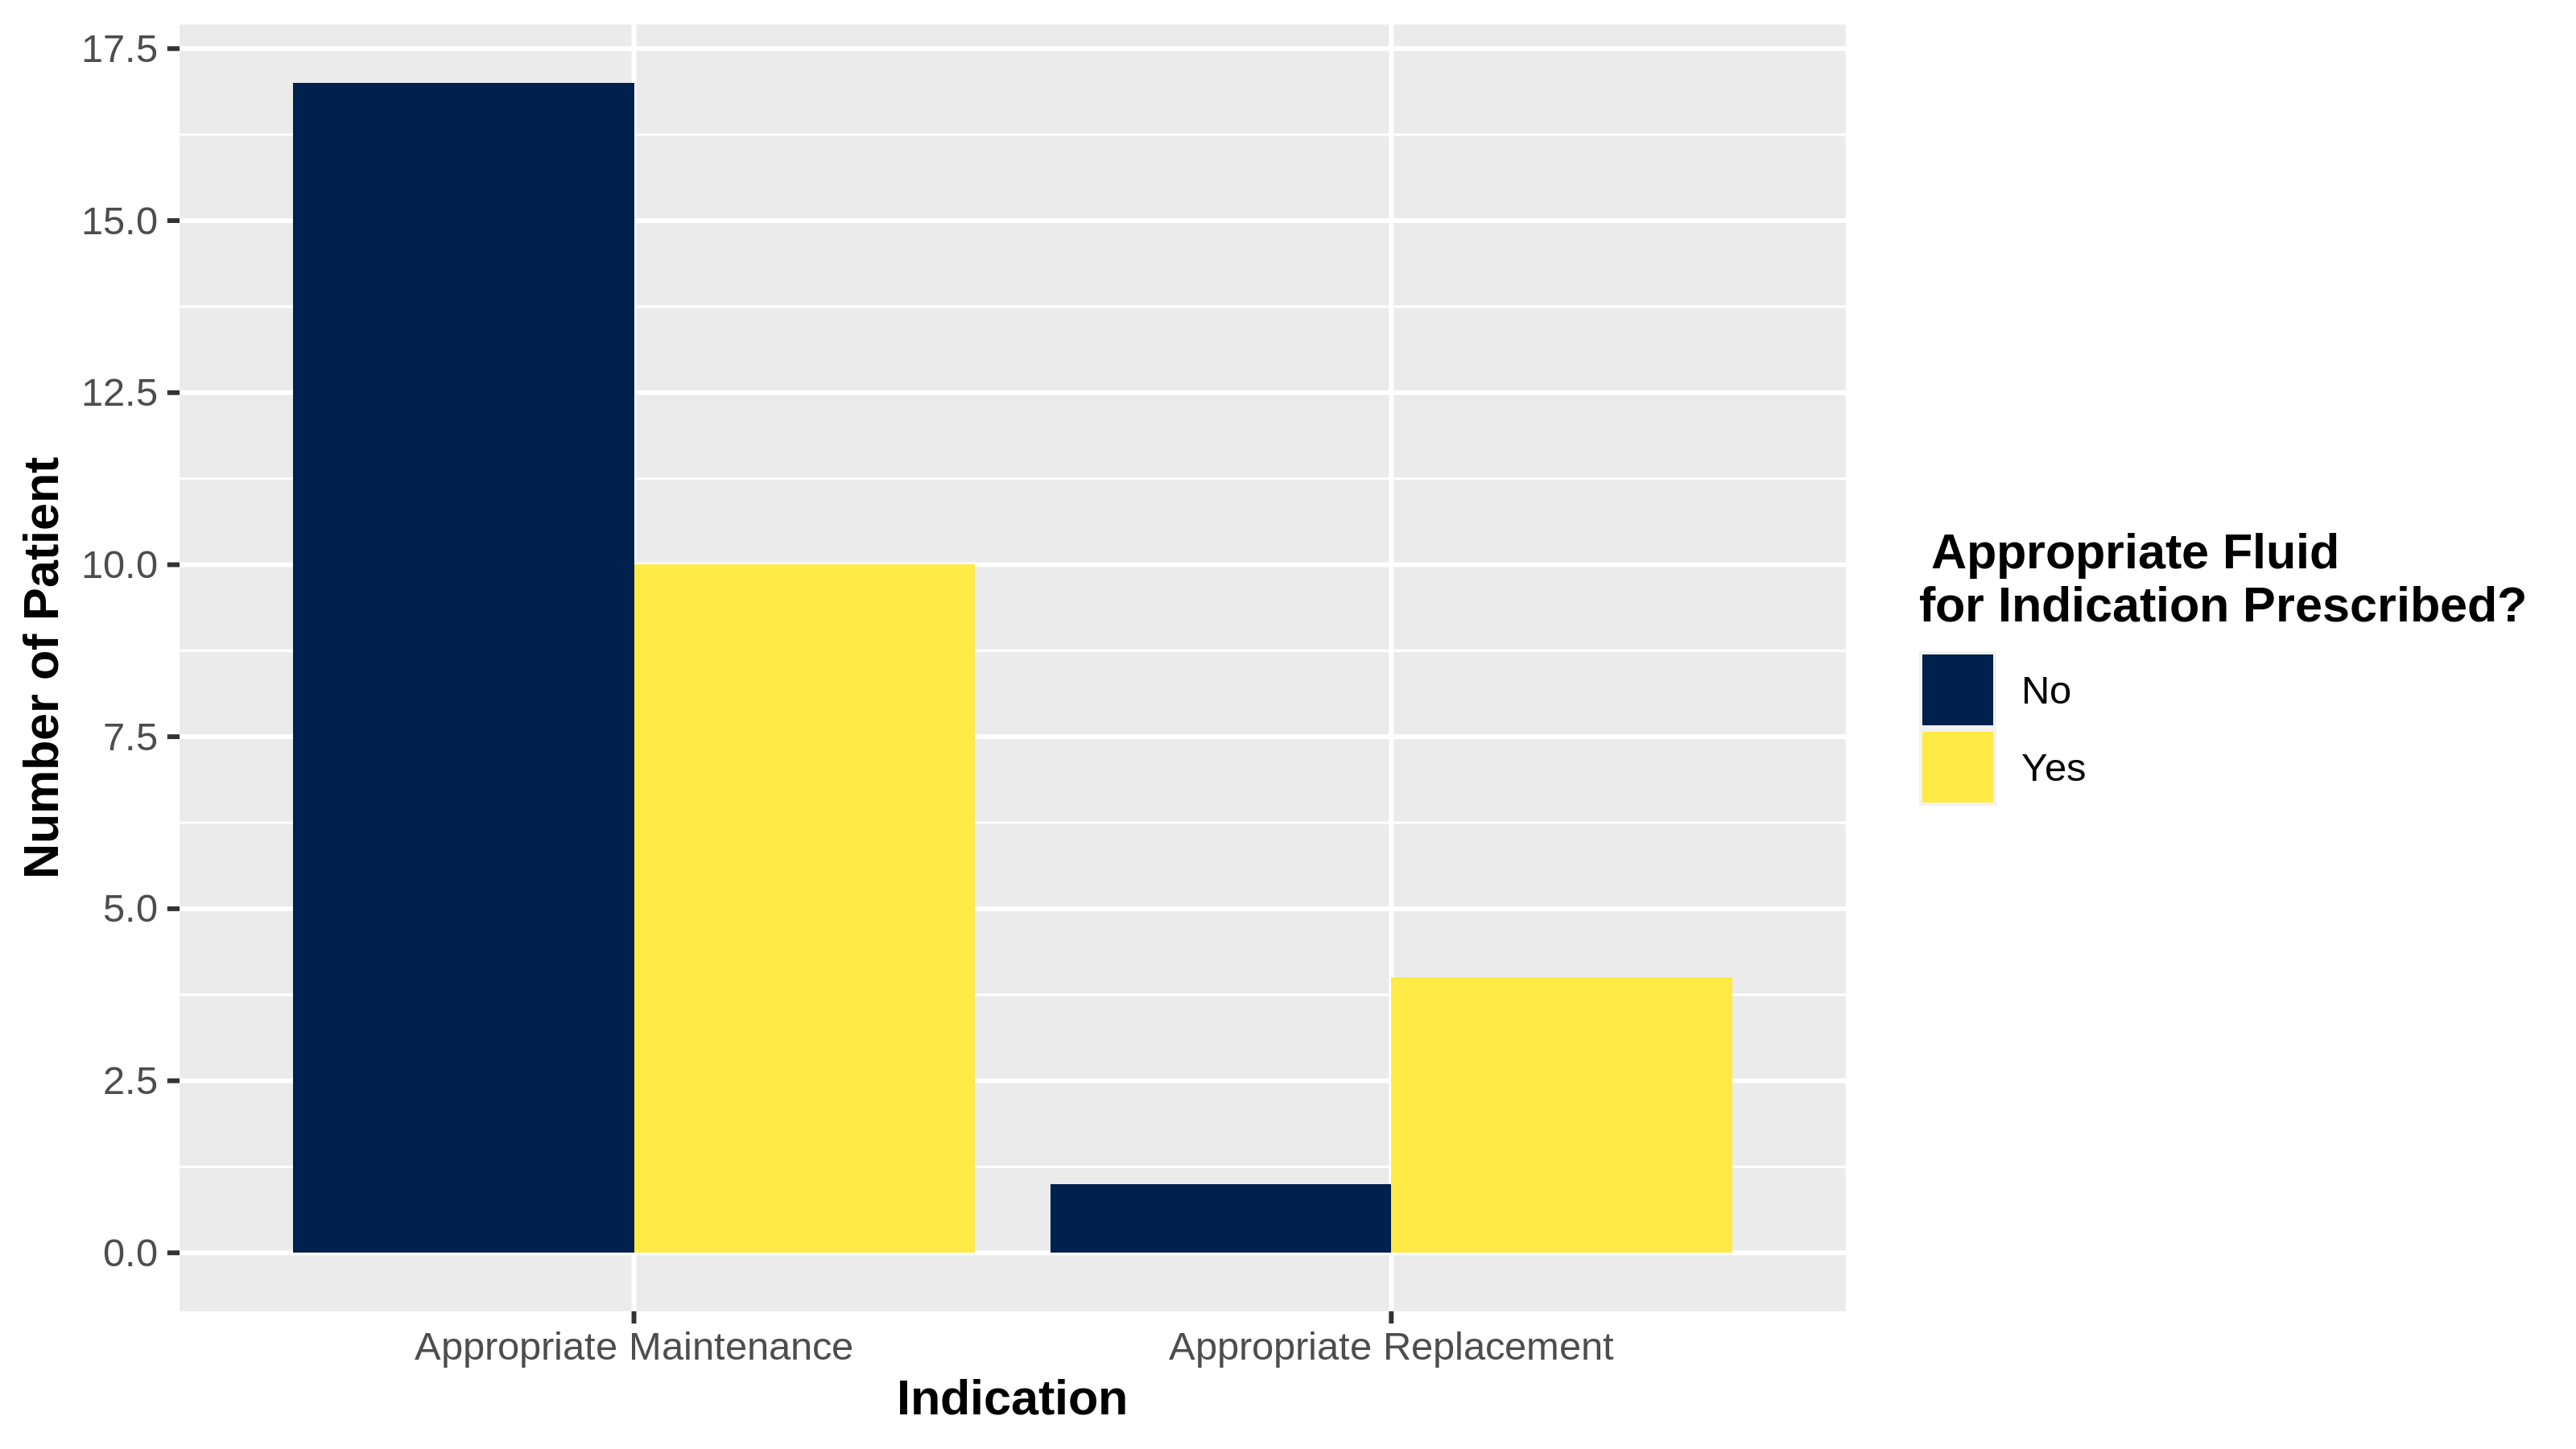 17.5
15.0
12.5
10.0
7.5
5.0
2.5
0.0
Number of Patient
Appropriate Maintenance
Appropriate Replacement
Indication
Appropriate Fluid
for Indication Prescribed?
No
Yes